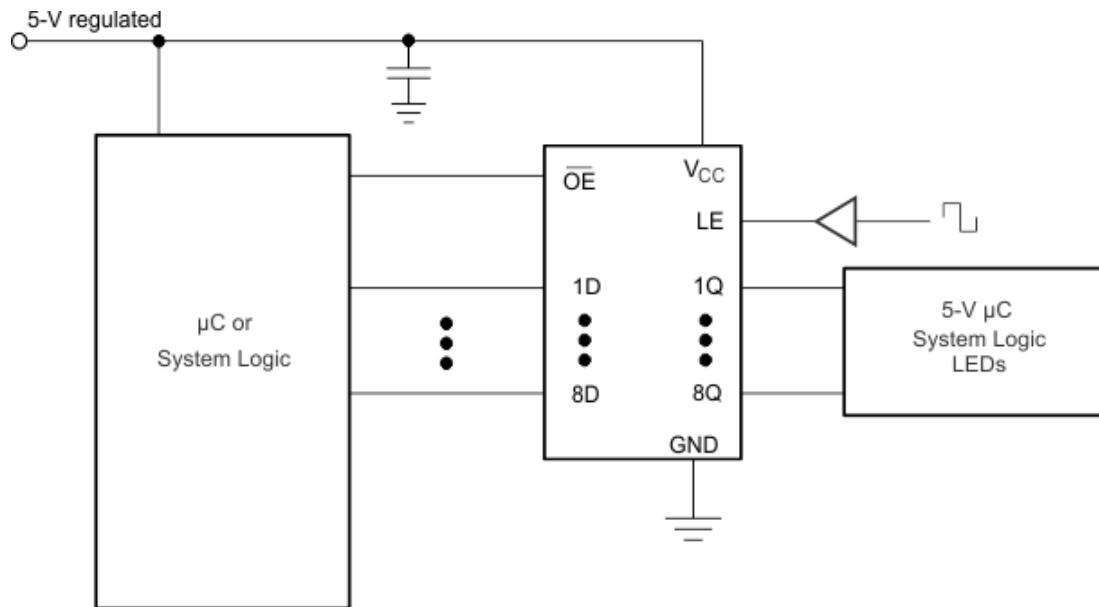 5-V regulated
OE
VCC
LE
1D
1Q
µC or
System Logic
5-V µC
System Logic
LEDs
8D
8Q
GND